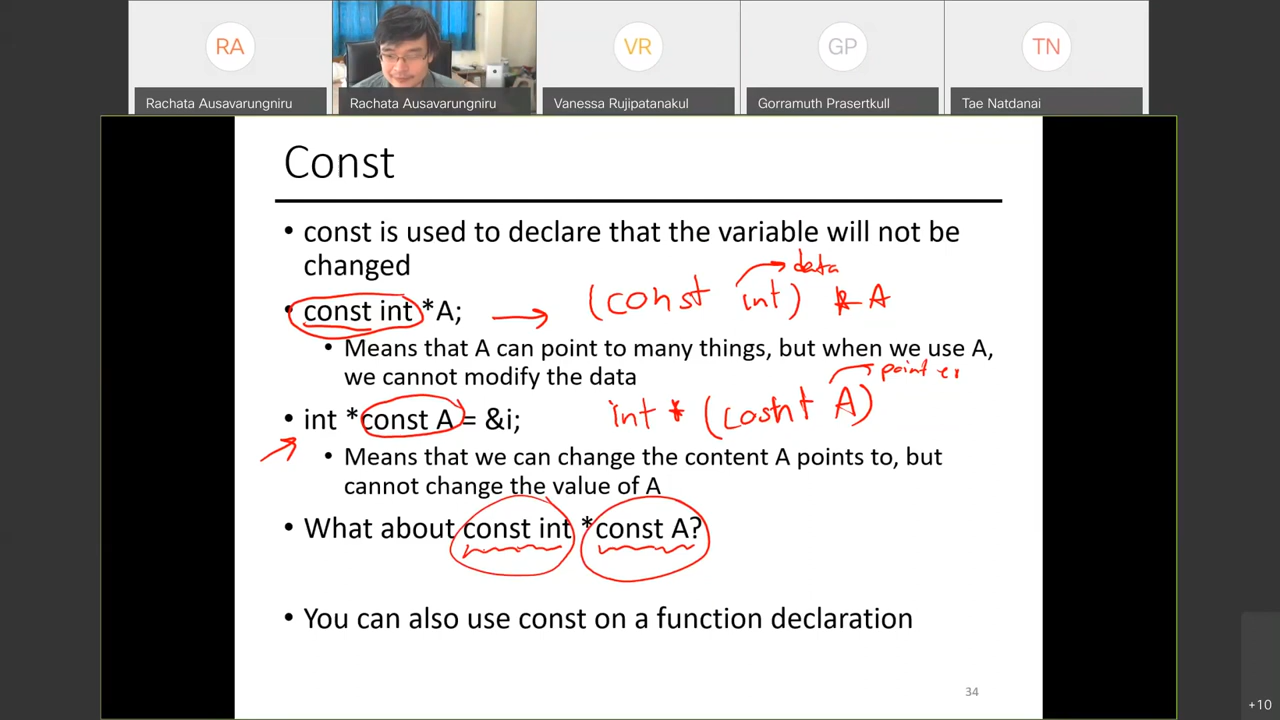 RA
VR
GP
TN
Rachata Ausavarungniru
Rachata Ausavarungniru
Vanessa Rujipatanakul
Gorramuth Prasertkull
Tae Natdanai
Const
• const is used to declare that the variable will not be
changed
data
• const int *A;
(const int) * A
• Means that A can point to many things, but when we use A,
we cannot modify the data
pointer
• int *const A = &i;
int * (const A)
• Means that we can change the content A points to, but
cannot change the value of A
• What about const int *const A?
• You can also use const on a function declaration
34
+10